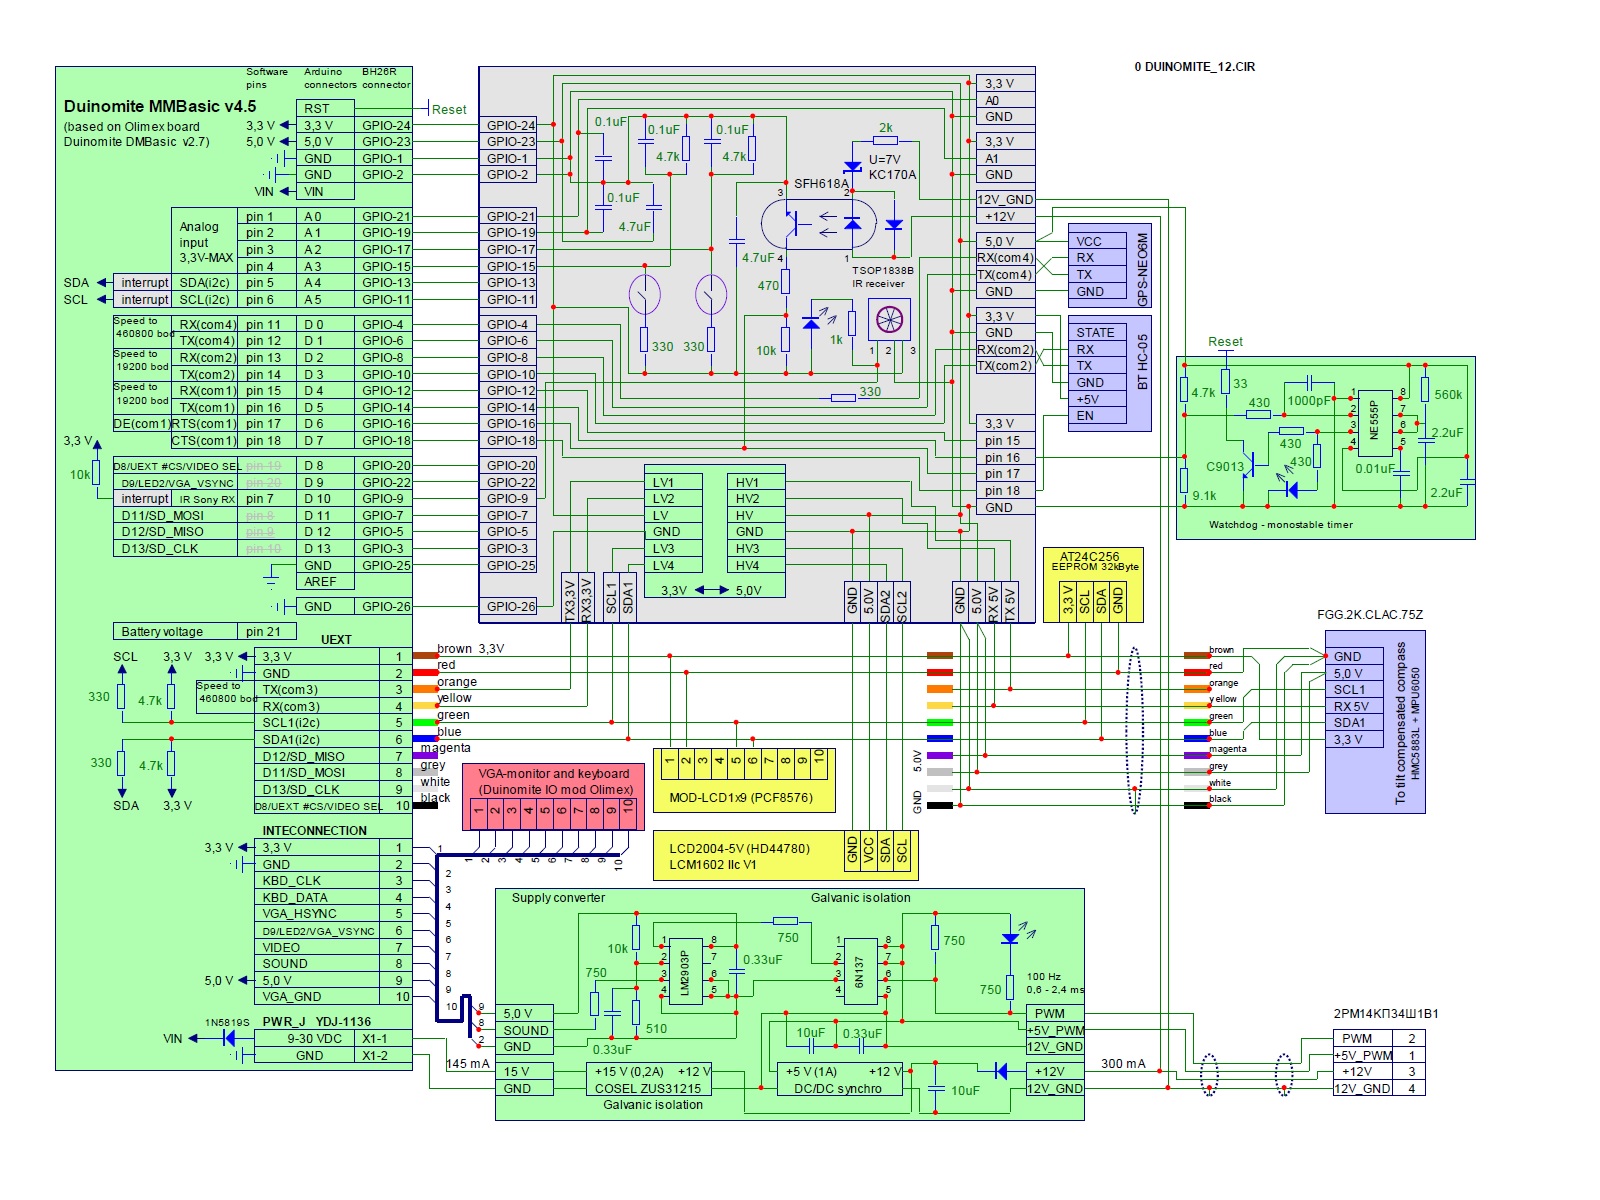 0 DUINOMITE_12.CIR
Software pins
Arduino connectors
BH26R connector
Duinomite MMBasic v4.5
(based on Olimex board
Duinomite DMBasic v2.7)
RST
Reset
3,3 V 3,3 V GPIO-24
5,0 V 5,0 V GPIO-23
GND GPIO-1
GND GPIO-2
VIN VIN
Analog
input
3,3V-MAX
pin 1 A 0 GPIO-21
pin 2 A 1 GPIO-19
pin 3 A 2 GPIO-17
pin 4 A 3 GPIO-15
SDA interrupt SDA(i2c) pin 5 A 4 GPIO-13
SCL interrupt SCL(i2c) pin 6 A 5 GPIO-11
Speed to
460800 bod
RX(com4) pin 11 D 0 GPIO-4
TX(com4) pin 12 D 1 GPIO-6
Speed to
19200 bod
RX(com2) pin 13 D 2 GPIO-8
TX(com2) pin 14 D 3 GPIO-10
Speed to
19200 bod
RX(com1) pin 15 D 4 GPIO-12
TX(com1) pin 16 D 5 GPIO-14
DE(com1) RTS(com1) pin 17 D 6 GPIO-16
CTS(com1) pin 18 D 7 GPIO-18
3,3 V
10k
D8/UEXT #CS/VIDEO SEL pin 19 D 8 GPIO-20
D9/LED2/VGA_VSYNC pin 20 D 9 GPIO-22
interrupt IR Sony RX pin 7 D 10 GPIO-9
D11/SD_MOSI pin 8 D 11 GPIO-7
D12/SD_MISO pin 9 D 12 GPIO-5
D13/SD_CLK pin 10 D 13 GPIO-3
GND GPIO-25
AREF
GND GPIO-26
Battery voltage pin 21
UEXT
3,3 V 3,3 V 1
GND 2
Speed to
460800 bod
TX(com3) 3
RX(com3) 4
SCL1(i2c) 5
SDA1(i2c) 6
D12/SD_MISO 7
D11/SD_MOSI 8
D13/SD_CLK 9
D8/UEXT #CS/VIDEO SEL 10
SCL 3,3 V
330 4.7k
330 4.7k
SDA 3,3 V
INTECONNECTION
3,3 V 3,3 V 1
GND 2
KBD_CLK 3
KBD_DATA 4
VGA_HSYNC 5
D9/LED2/VGA_VSYNC 6
VIDEO 7
SOUND 8
5,0 V 5,0 V 9
VGA_GND 10
1N5819S
PWR_J YDJ-1136
VIN 9-30 VDC X1-1
GND X1-2
GPIO-24
GPIO-23
GPIO-1
GPIO-2
GPIO-21
GPIO-19
GPIO-17
GPIO-15
GPIO-13
GPIO-11
GPIO-4
GPIO-6
GPIO-8
GPIO-10
GPIO-12
GPIO-14
GPIO-16
GPIO-18
GPIO-20
GPIO-22
GPIO-9
GPIO-7
GPIO-5
GPIO-3
GPIO-25
GPIO-26
0.1uF 0.1uF 0.1uF
4.7k 4.7k
0.1uF
4.7uF
4.7uF
2k
U=7V
KC170A
SFH618A
3 2
4 1
470
10k
1k
TSOP1838B
IR receiver
1 2 3
330 330
330
3,3 V
A0
GND
3,3 V
A1
GND
12V_GND
+12V
5,0 V
RX(com4)
TX(com4)
GND
3,3 V
GND
RX(com2)
TX(com2)
3,3 V
pin 15
pin 16
pin 17
pin 18
GND
VCC
RX
TX
GND
GPS-NEO6M
STATE
RX
TX
GND
+5V
EN
BT HC-05
LV1 HV1
LV2 HV2
LV HV
GND GND
LV3 HV3
LV4 HV4
3,3V 5,0V
TX3,3V
RX3,3V
SCL1
SDA1
GND
5.0V
SDA2
SCL2
GND
5.0V
RX 5V
TX 5V
Reset
4.7k 33
430
1000pF
430
430
C9013
9.1k
NE555P
1 8
2 7
3 6
4 5
560k
2.2uF
0.01uF
2.2uF
Watchdog - monostable timer
AT24C256
EEPROM 32kByte
3,3 V
SCL
SDA
GND
brown 3,3V
red
orange
yellow
green
blue
magenta
grey
white
black
5.0V
GND
brown
red
orange
yellow
green
blue
magenta
grey
white
black
FGG.2K.CLAC.75Z
GND
5,0 V
SCL1
RX 5V
SDA1
3,3 V
To tilt compensated compass
HMC5883L + MPU6050
1 2 3 4 5 6 7 8 9 10
MOD-LCD1x9 (PCF8576)
VGA-monitor and keyboard
(Duinomite IO mod Olimex)
1 2 3 4 5 6 7 8 9 10
1 2 3 4 5 6 7 8 9 10
1
2
3
4
5
6
7
8
9
10
LCD2004-5V (HD44780)
LCM1602 IIc V1
GND
VCC
SDA
SCL
Supply converter
Galvanic isolation
10k
750
750
0.33uF
LM2903P
1 8
2 7
3 6
4 5
510
0.33uF
6N137
1 8
2 7
3 6
4 5
750
750
100 Hz
0,6 - 2,4 ms
9 5,0 V
8 SOUND
2 GND
10uF 0.33uF
PWM
+5V_PWM
12V_GND
145 mA
15 V
GND
+15 V (0,2A) +12 V
COSEL ZUS31215
Galvanic isolation
+5 V (1A) +12 V
DC/DC synchro
10uF
+12V
12V_GND
300 mA
2РМ14КП34Ш1В1
PWM 2
+5V_PWM 1
+12V 3
12V_GND 4